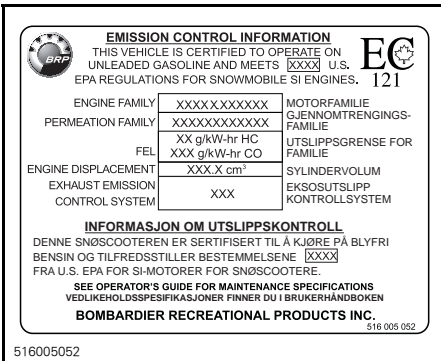 EMISSION CONTROL INFORMATION
THIS VEHICLE IS CERTIFIED TO OPERATE ON
UNLEADED GASOLINE AND MEETS XXXX U.S.
EPA REGULATIONS FOR SNOWMOBILE SI ENGINES.
BRP
EC
121
ENGINE FAMILY XXXXX.XXXXXX MOTORFAMILIE
PERMEATION FAMILY XXXXXXXXXXXX GJENNOMTRENGINGS-
FAMILIE
FEL XX g/kW-hr HC UTSLIPPSGRENSE FOR
XXX g/kW-hr CO FAMILIE
ENGINE DISPLACEMENT XXX.X cm³ SYLINDERVOLUM
EXHAUST EMISSION XXX EKSOSUTSLIPP
CONTROL SYSTEM KONTROLLSYSTEM
INFORMASJON OM UTSLIPPSKONTROLL
DENNE SNØSCOOTEREN ER SERTIFISERT TIL Å KJØRE PÅ BLYFRI
BENSIN OG TILFREDSSTILLER BESTEMMELSENE XXXX
FRA U.S. EPA FOR SI-MOTORER FOR SNØSCOOTERE.
SEE OPERATOR'S GUIDE FOR MAINTENANCE SPECIFICATIONS
VEDLIKEHOLDSSPESIFIKASJONER FINNER DU I BRUKERHÅNDBOKEN
BOMBARDIER RECREATIONAL PRODUCTS INC.
516 005 052
516005052